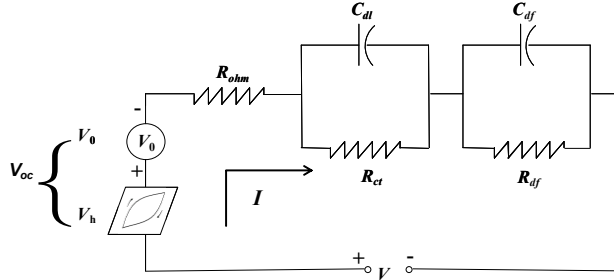 C_dl
C_df
R_ohm
-
V_0
V_0
+
V_oc
R_ct
R_df
I
V_h
+ V -